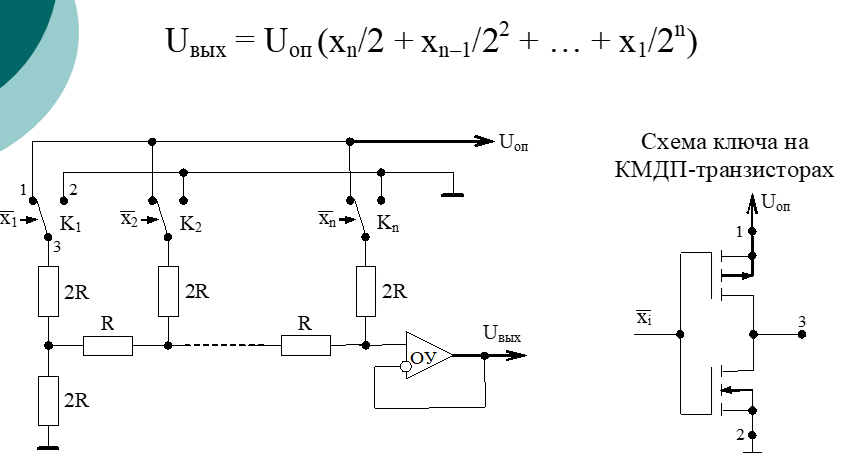 Uвых = Uоп (xn/2 + xn–1/2² + … + x1/2ⁿ)
Uоп
Схема ключа на
КМДП-транзисторах
Uоп
1
2
1
x̅1
K1
x̅2
K2
x̅n
Kn
3
2R
2R
2R
x̅i
3
R
R
Uвых
ОУ
2R
2